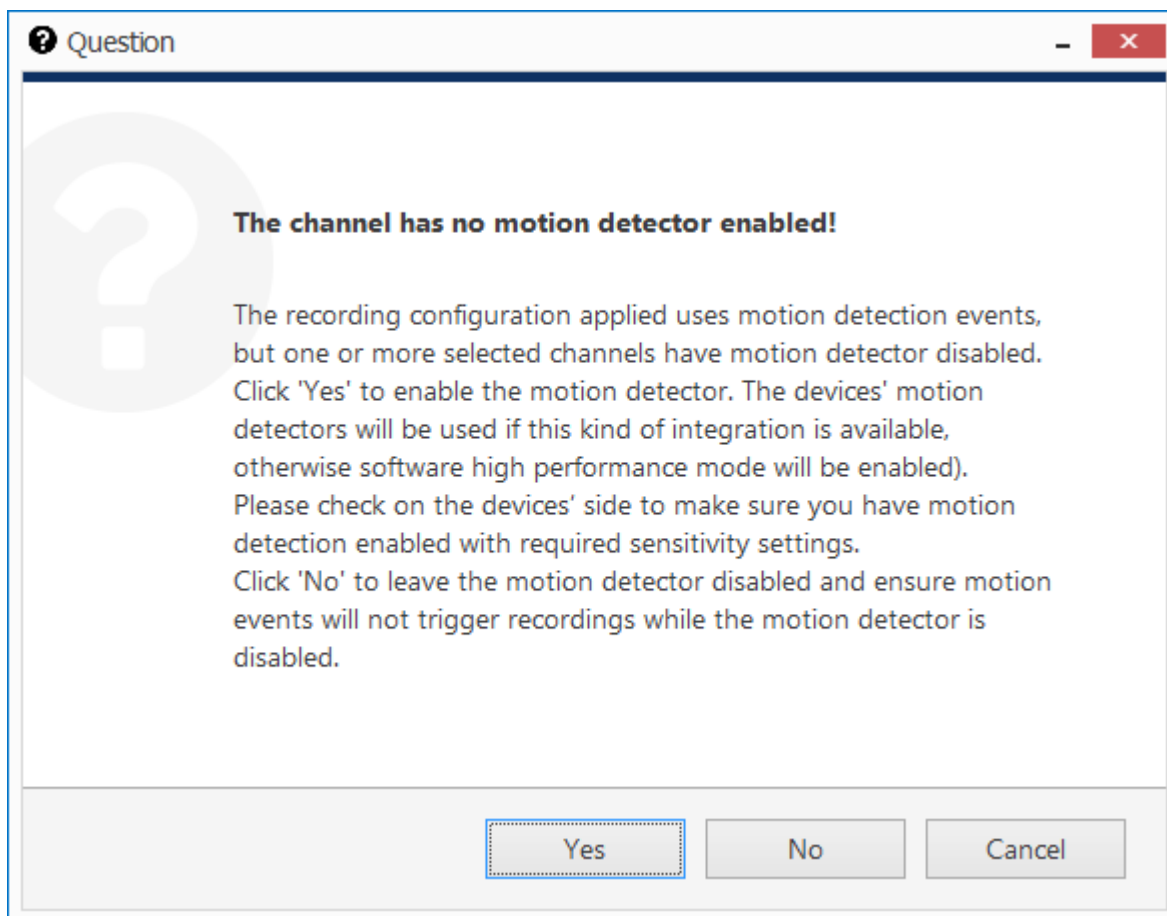 Question
The channel has no motion detector enabled!
The recording configuration applied uses motion detection events,
but one or more selected channels have motion detector disabled.
Click 'Yes' to enable the motion detector. The devices' motion
detectors will be used if this kind of integration is available,
otherwise software high performance mode will be enabled).
Please check on the devices’ side to make sure you have motion
detection enabled with required sensitivity settings.
Click 'No' to leave the motion detector disabled and ensure motion
events will not trigger recordings while the motion detector is
disabled.
Yes No Cancel